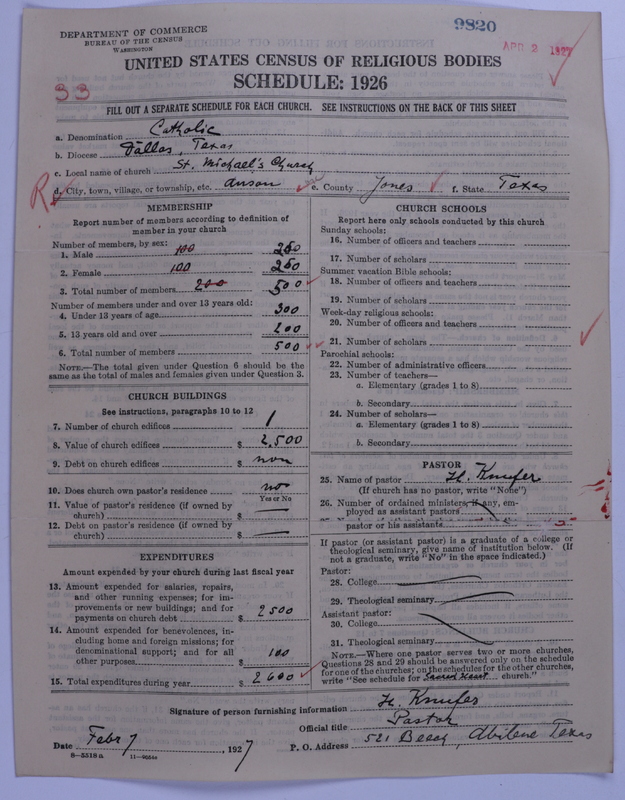 DEPARTMENT OF COMMERCE
BUREAU OF THE CENSUS
WASHINGTON
9820
APR 2 1927
UNITED STATES CENSUS OF RELIGIOUS BODIES
SCHEDULE: 1926
33
FILL OUT A SEPARATE SCHEDULE FOR EACH CHURCH. SEE INSTRUCTIONS ON THE BACK OF THIS SHEET
a. Denomination Catholic
b. Diocese Dallas, Texas
c. Local name of church St. Michael's Church
R d. City, town, village, or township, etc. Anson e. County Jones f. State Texas
MEMBERSHIP
Report number of members according to definition of member in your church
Number of members, by sex:
1. Male 100 250
2. Female 100 250
3. Total number of members 200 500
Number of members under and over 13 years old:
4. Under 13 years of age 300
5. 13 years old and over 200
6. Total number of members 500
NOTE.—The total given under Question 6 should be the
same as the total of males and females given under Question 3.
CHURCH BUILDINGS
See instructions, paragraphs 10 to 12
7. Number of church edifices 1
8. Value of church edifices $ 2,500
9. Debt on church edifices $ non
10. Does church own pastor's residence no
Yes or No
11. Value of pastor's residence (if owned by
church) $
12. Debt on pastor's residence (if owned by
church) $
EXPENDITURES
Amount expended by your church during last fiscal year
13. Amount expended for salaries, repairs,
and other running expenses; for im-
provements or new buildings; and for
payments on church debt $ 2500
14. Amount expended for benevolences, in-
cluding home and foreign missions; for
denominational support; and for all
other purposes $ 100
15. Total expenditures during year $ 2600
CHURCH SCHOOLS
Report here only schools conducted by this church
Sunday schools:
16. Number of officers and teachers
17. Number of scholars
Summer vacation Bible schools:
18. Number of officers and teachers
19. Number of scholars
Week-day religious schools:
20. Number of officers and teachers
21. Number of scholars
Parochial schools:
22. Number of administrative officers
23. Number of teachers—
a. Elementary (grades 1 to 8)
b. Secondary
24. Number of scholars—
a. Elementary (grades 1 to 8)
b. Secondary
PASTOR
25. Name of pastor H. Knufer
(If church has no pastor, write "None")
26. Number of ordained ministers, if any, em-
ployed as assistant pastors
pastor or his assistants
If pastor (or assistant pastor) is a graduate of a college or
theological seminary, give name of institution below. (If
not a graduate, write "No" in the space indicated.)
Pastor:
28. College
29. Theological seminary
Assistant pastor:
30. College
31. Theological seminary
NOTE.—Where one pastor serves two or more churches,
Questions 28 and 29 should be answered only on the schedule
for one of the churches; on the schedules for the other churches,
write "See schedule for Sacred Heart church."
Signature of person furnishing information H. Knufer
Official title Pastor
Date Febr 7, 1927 P. O. Address 521 Beech, Abilene Texas
8—5518a 11—9654a